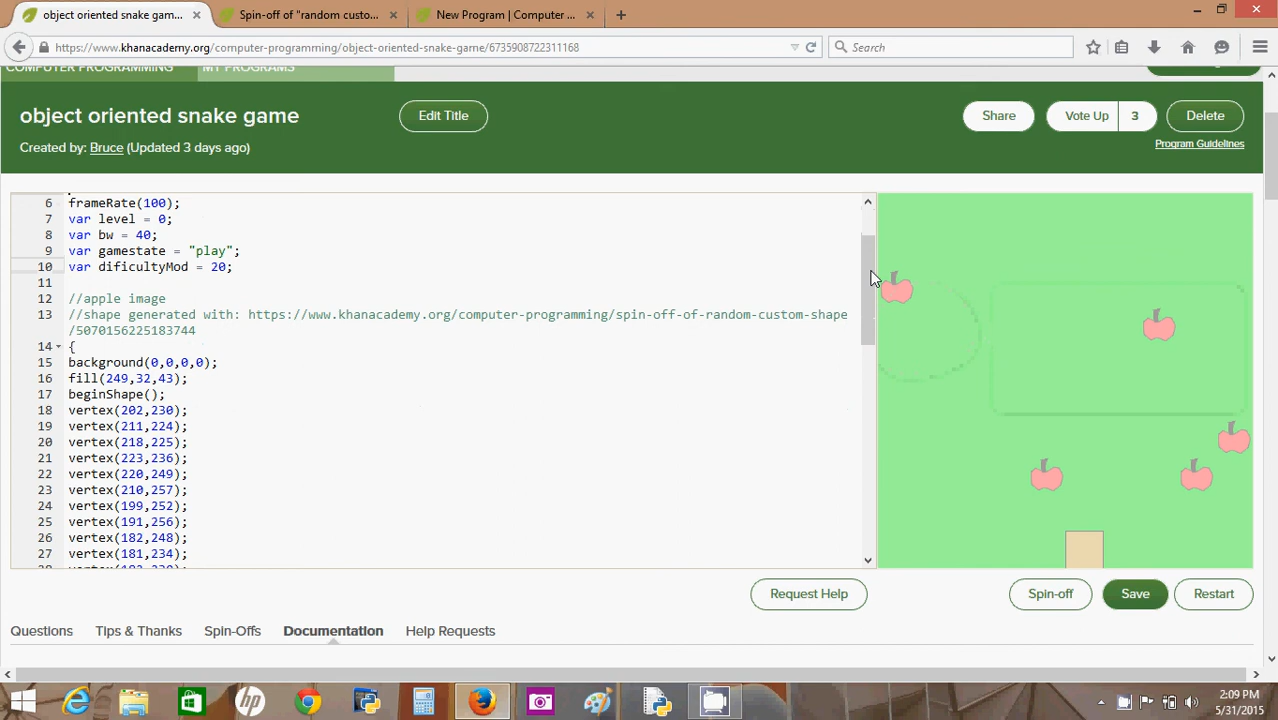 object oriented snake gam...
Spin-off of "random custo...
New Program | Computer ...
https://www.khanacademy.org/computer-programming/object-oriented-snake-game/6735908722311168
Search
COMPUTER PROGRAMMING
MY PROGRAMS
object oriented snake game
Edit Title
Share
Vote Up
3
Delete
Created by: Bruce (Updated 3 days ago)
Program Guidelines
6 frameRate(100);
7 var level = 0;
8 var bw = 40;
9 var gamestate = "play";
10 var dificultyMod = 20;
11
12 //apple image
13 //shape generated with: https://www.khanacademy.org/computer-programming/spin-off-of-random-custom-shape
/5070156225183744
14 {
15 background(0,0,0,0);
16 fill(249,32,43);
17 beginShape();
18 vertex(202,230);
19 vertex(211,224);
20 vertex(218,225);
21 vertex(223,236);
22 vertex(220,249);
23 vertex(210,257);
24 vertex(199,252);
25 vertex(191,256);
26 vertex(182,248);
27 vertex(181,234);
Request Help
Spin-off
Save
Restart
Questions
Tips & Thanks
Spin-Offs
Documentation
Help Requests
2:09 PM
5/31/2015